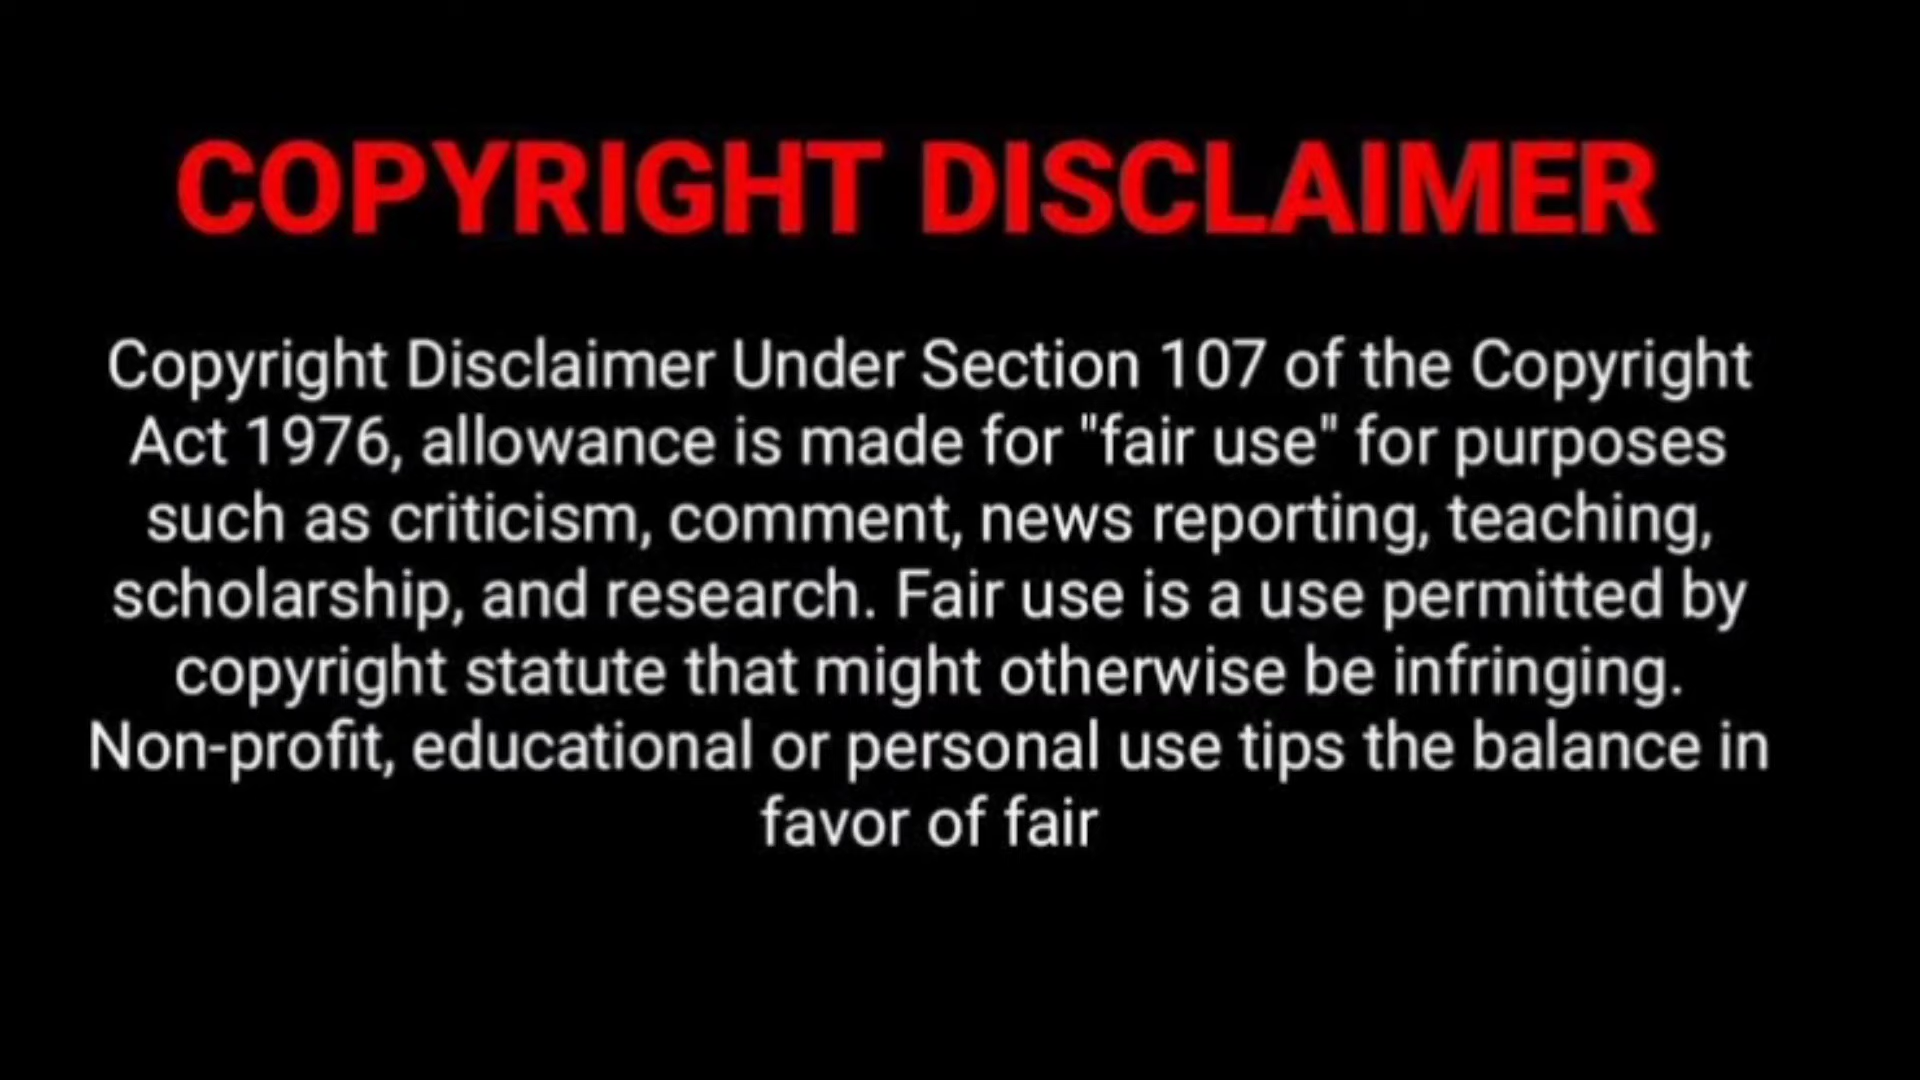 COPYRIGHT DISCLAIMER
Copyright Disclaimer Under Section 107 of the Copyright
Act 1976, allowance is made for "fair use" for purposes
such as criticism, comment, news reporting, teaching,
scholarship, and research. Fair use is a use permitted by
copyright statute that might otherwise be infringing.
Non-profit, educational or personal use tips the balance in
favor of fair